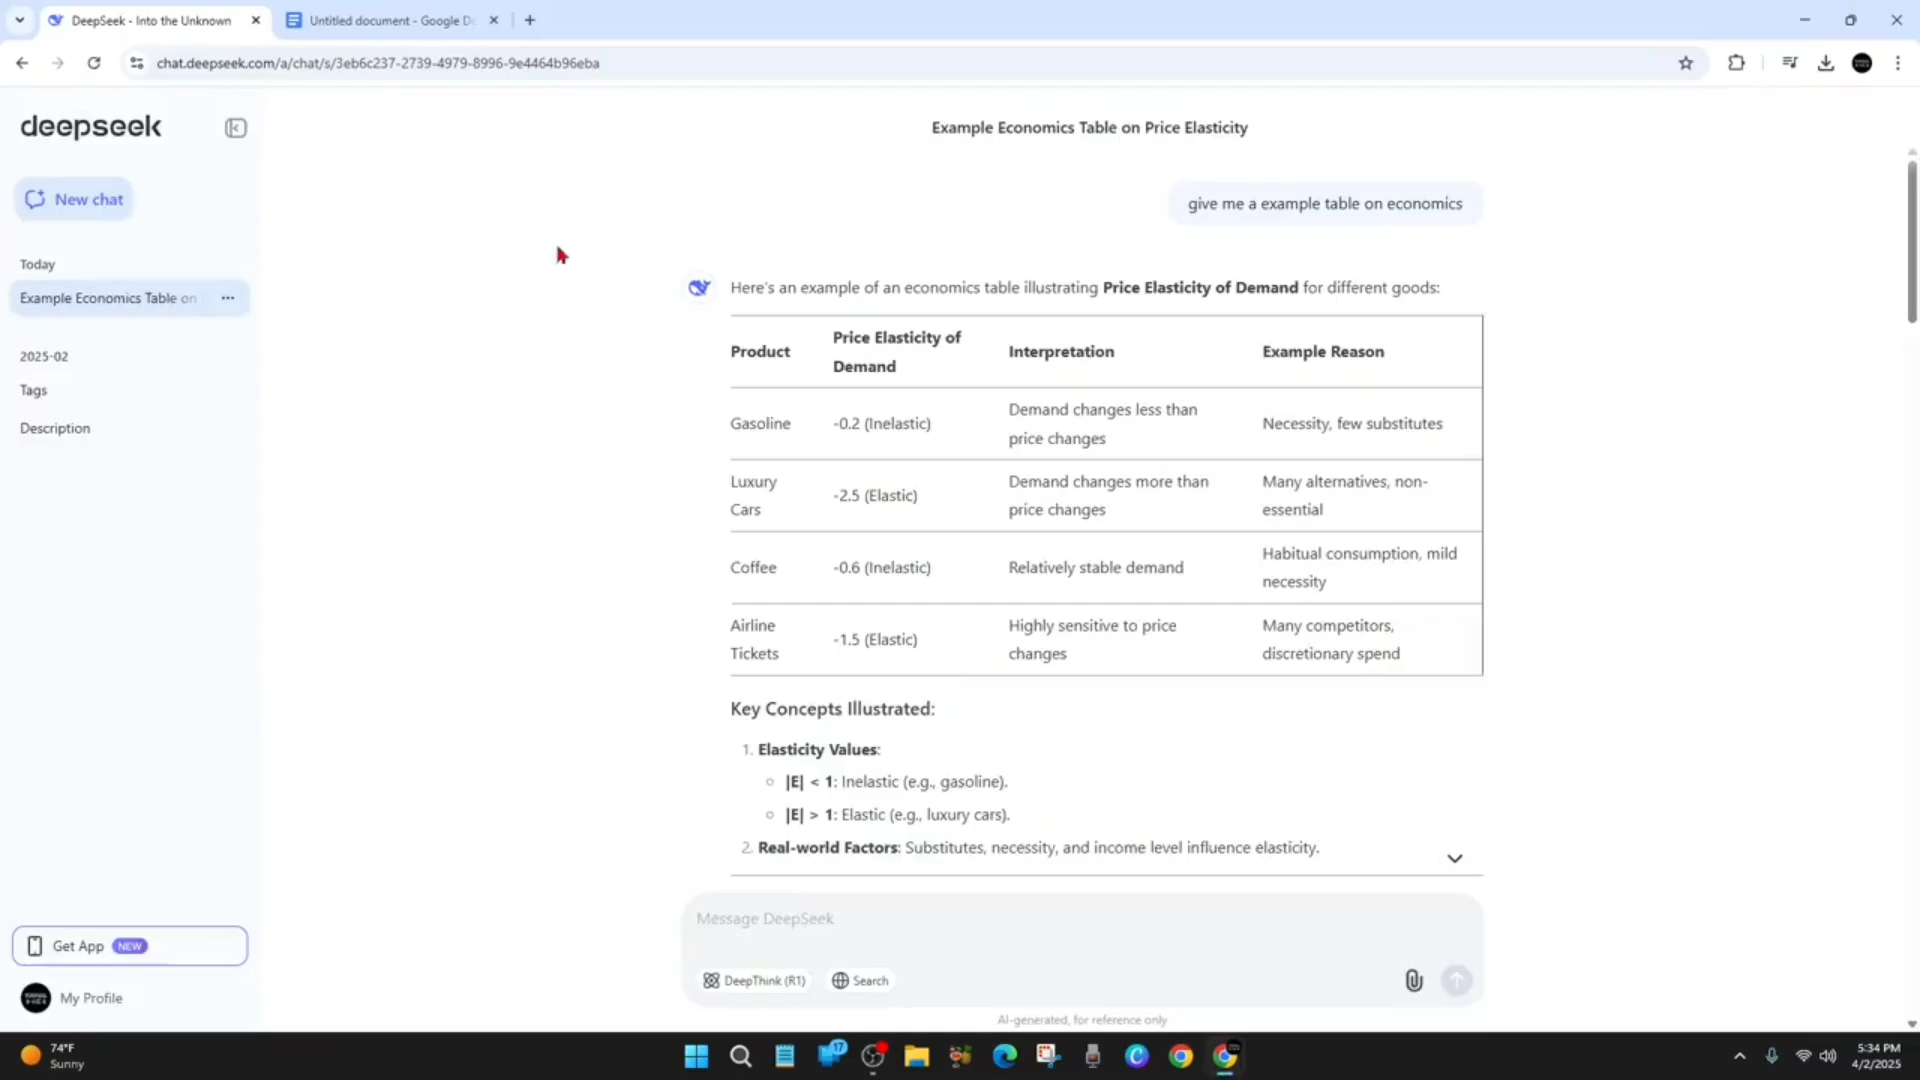 DeepSeek - Into the Unknown
Untitled document - Google Do
chat.deepseek.com/a/chat/s/3eb6c237-2739-4979-8996-9e4464b96eba
deepseek
New chat
Today
Example Economics Table on
2025-02
Tags
Description
Get App NEW
My Profile
Example Economics Table on Price Elasticity
give me a example table on economics
Here's an example of an economics table illustrating Price Elasticity of Demand for different goods:
Product
Price Elasticity of
Demand
Interpretation
Example Reason
Gasoline
-0.2 (Inelastic)
Demand changes less than
price changes
Necessity, few substitutes
Luxury
Cars
-2.5 (Elastic)
Demand changes more than
price changes
Many alternatives, non-
essential
Coffee
-0.6 (Inelastic)
Relatively stable demand
Habitual consumption, mild
necessity
Airline
Tickets
-1.5 (Elastic)
Highly sensitive to price
changes
Many competitors,
discretionary spend
Key Concepts Illustrated:
1. Elasticity Values:
|E| < 1: Inelastic (e.g., gasoline).
|E| > 1: Elastic (e.g., luxury cars).
2. Real-world Factors: Substitutes, necessity, and income level influence elasticity.
Message DeepSeek
DeepThink (R1)
Search
AI-generated, for reference only
74°F
Sunny
17
5:34 PM
4/2/2025